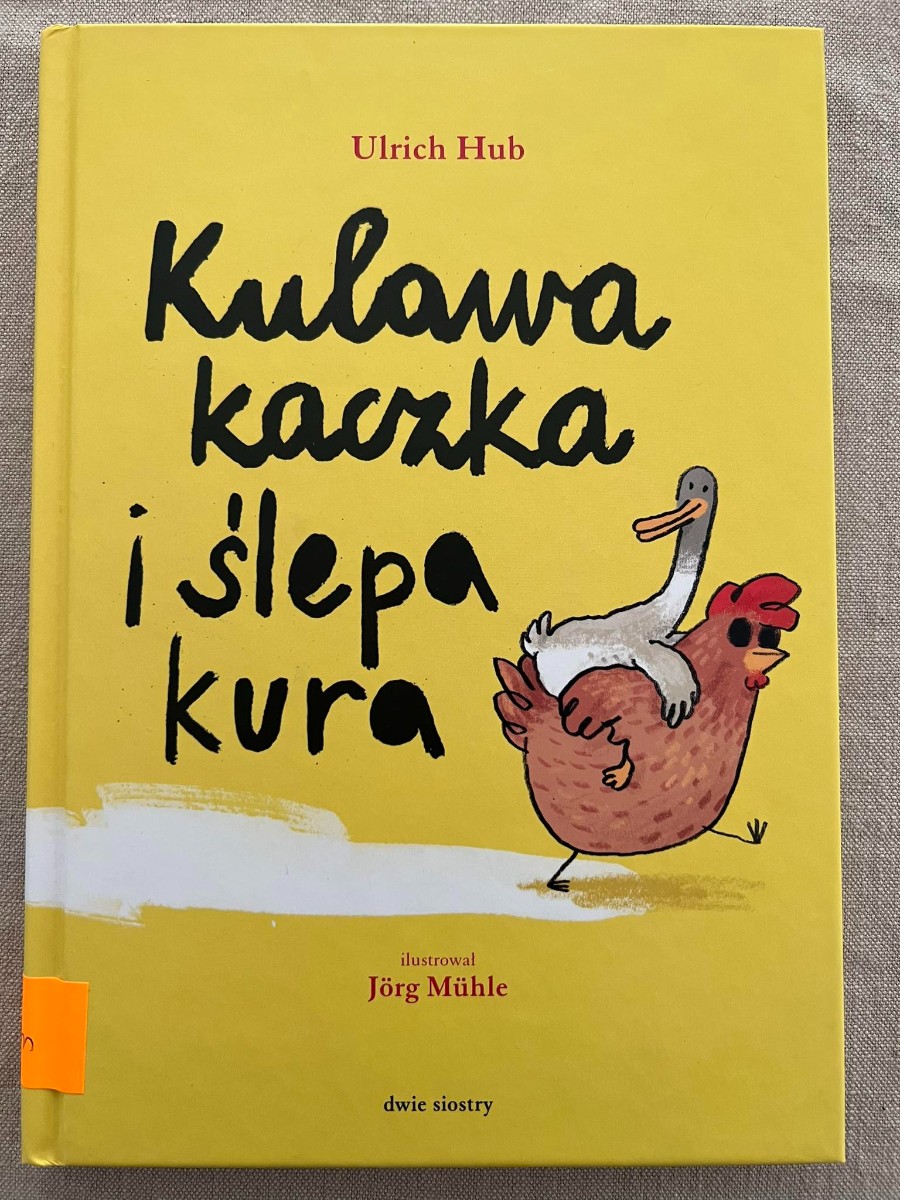 Ulrich Hub
Kulawa
kaczka
i ślepa
kura
ilustrował
Jörg Mühle
dwie siostry